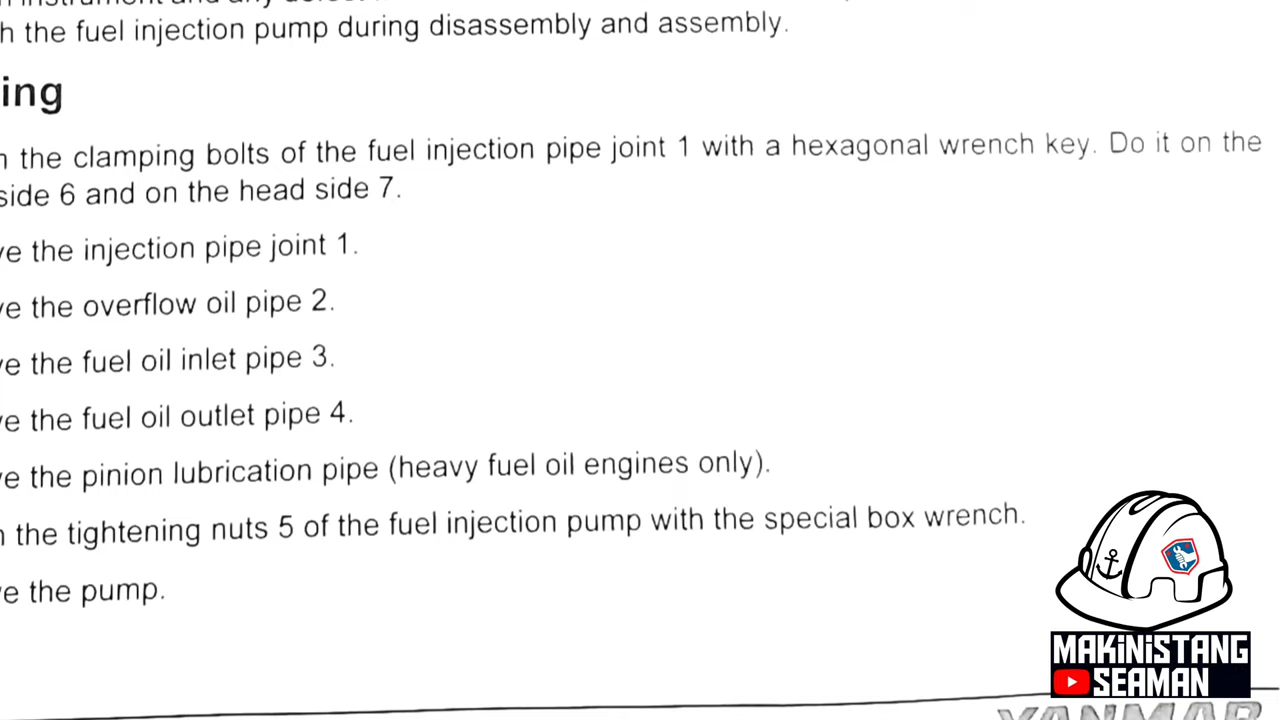 h the fuel injection pump during disassembly and assembly.
ing
the clamping bolts of the fuel injection pipe joint 1 with a hexagonal wrench key. Do it on the
side 6 and on the head side 7.
ve the injection pipe joint 1.
ve the overflow oil pipe 2.
ve the fuel oil inlet pipe 3.
ve the fuel oil outlet pipe 4.
ve the pinion lubrication pipe (heavy fuel oil engines only).
the tightening nuts 5 of the fuel injection pump with the special box wrench.
ve the pump.
MAKiNiSTANG
SEAMAN
YANMAR